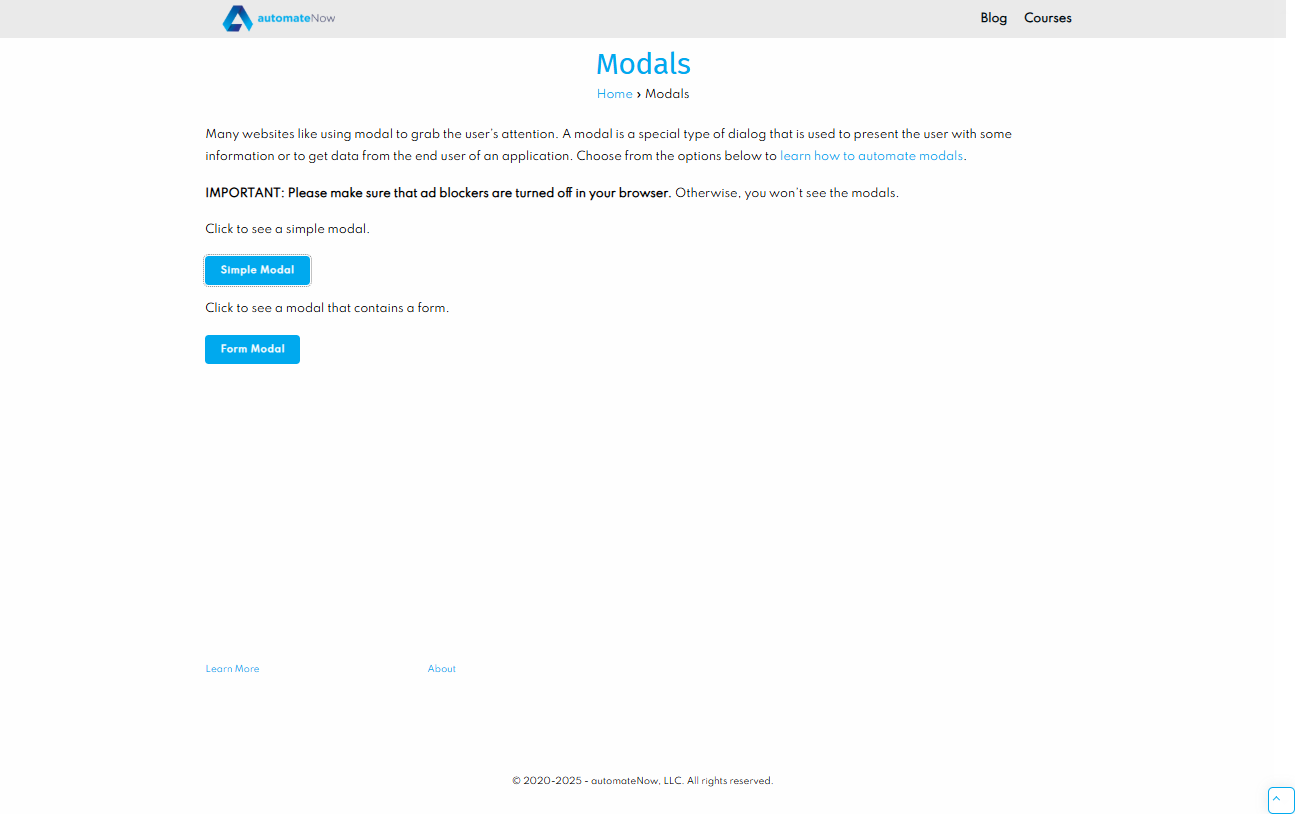 automateNow
Blog
Courses
Modals
Home › Modals
Many websites like using modal to grab the user's attention. A modal is a special type of dialog that is used to present the user with some
information or to get data from the end user of an application. Choose from the options below to learn how to automate modals.
IMPORTANT: Please make sure that ad blockers are turned off in your browser. Otherwise, you won't see the modals.
Click to see a simple modal.
Simple Modal
Click to see a modal that contains a form.
Form Modal
Learn More
About
© 2020-2025 - automateNow, LLC. All rights reserved.